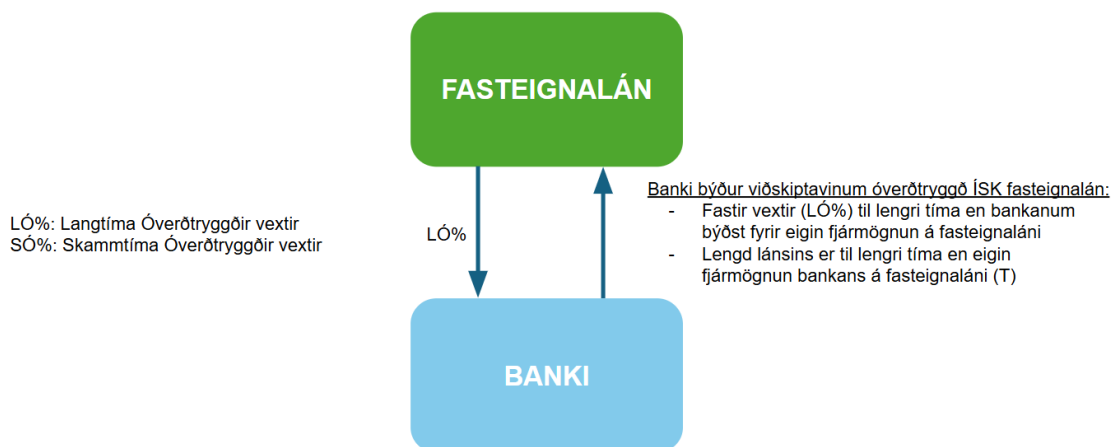 FASTEIGNALÁN
LÓ%: Langtíma Óverðtryggðir vextir
SÓ%: Skammtíma Óverðtryggðir vextir
LÓ%
Banki býður viðskiptavinum óverðtryggð ÍSK fasteignalán:
- Fastir vextir (LÓ%) til lengri tíma en bankanum
býðst fyrir eigin fjármögnun á fasteignaláni
- Lengd lánsins er til lengri tíma en eigin
fjármögnun bankans á fasteignaláni (T)
BANKI